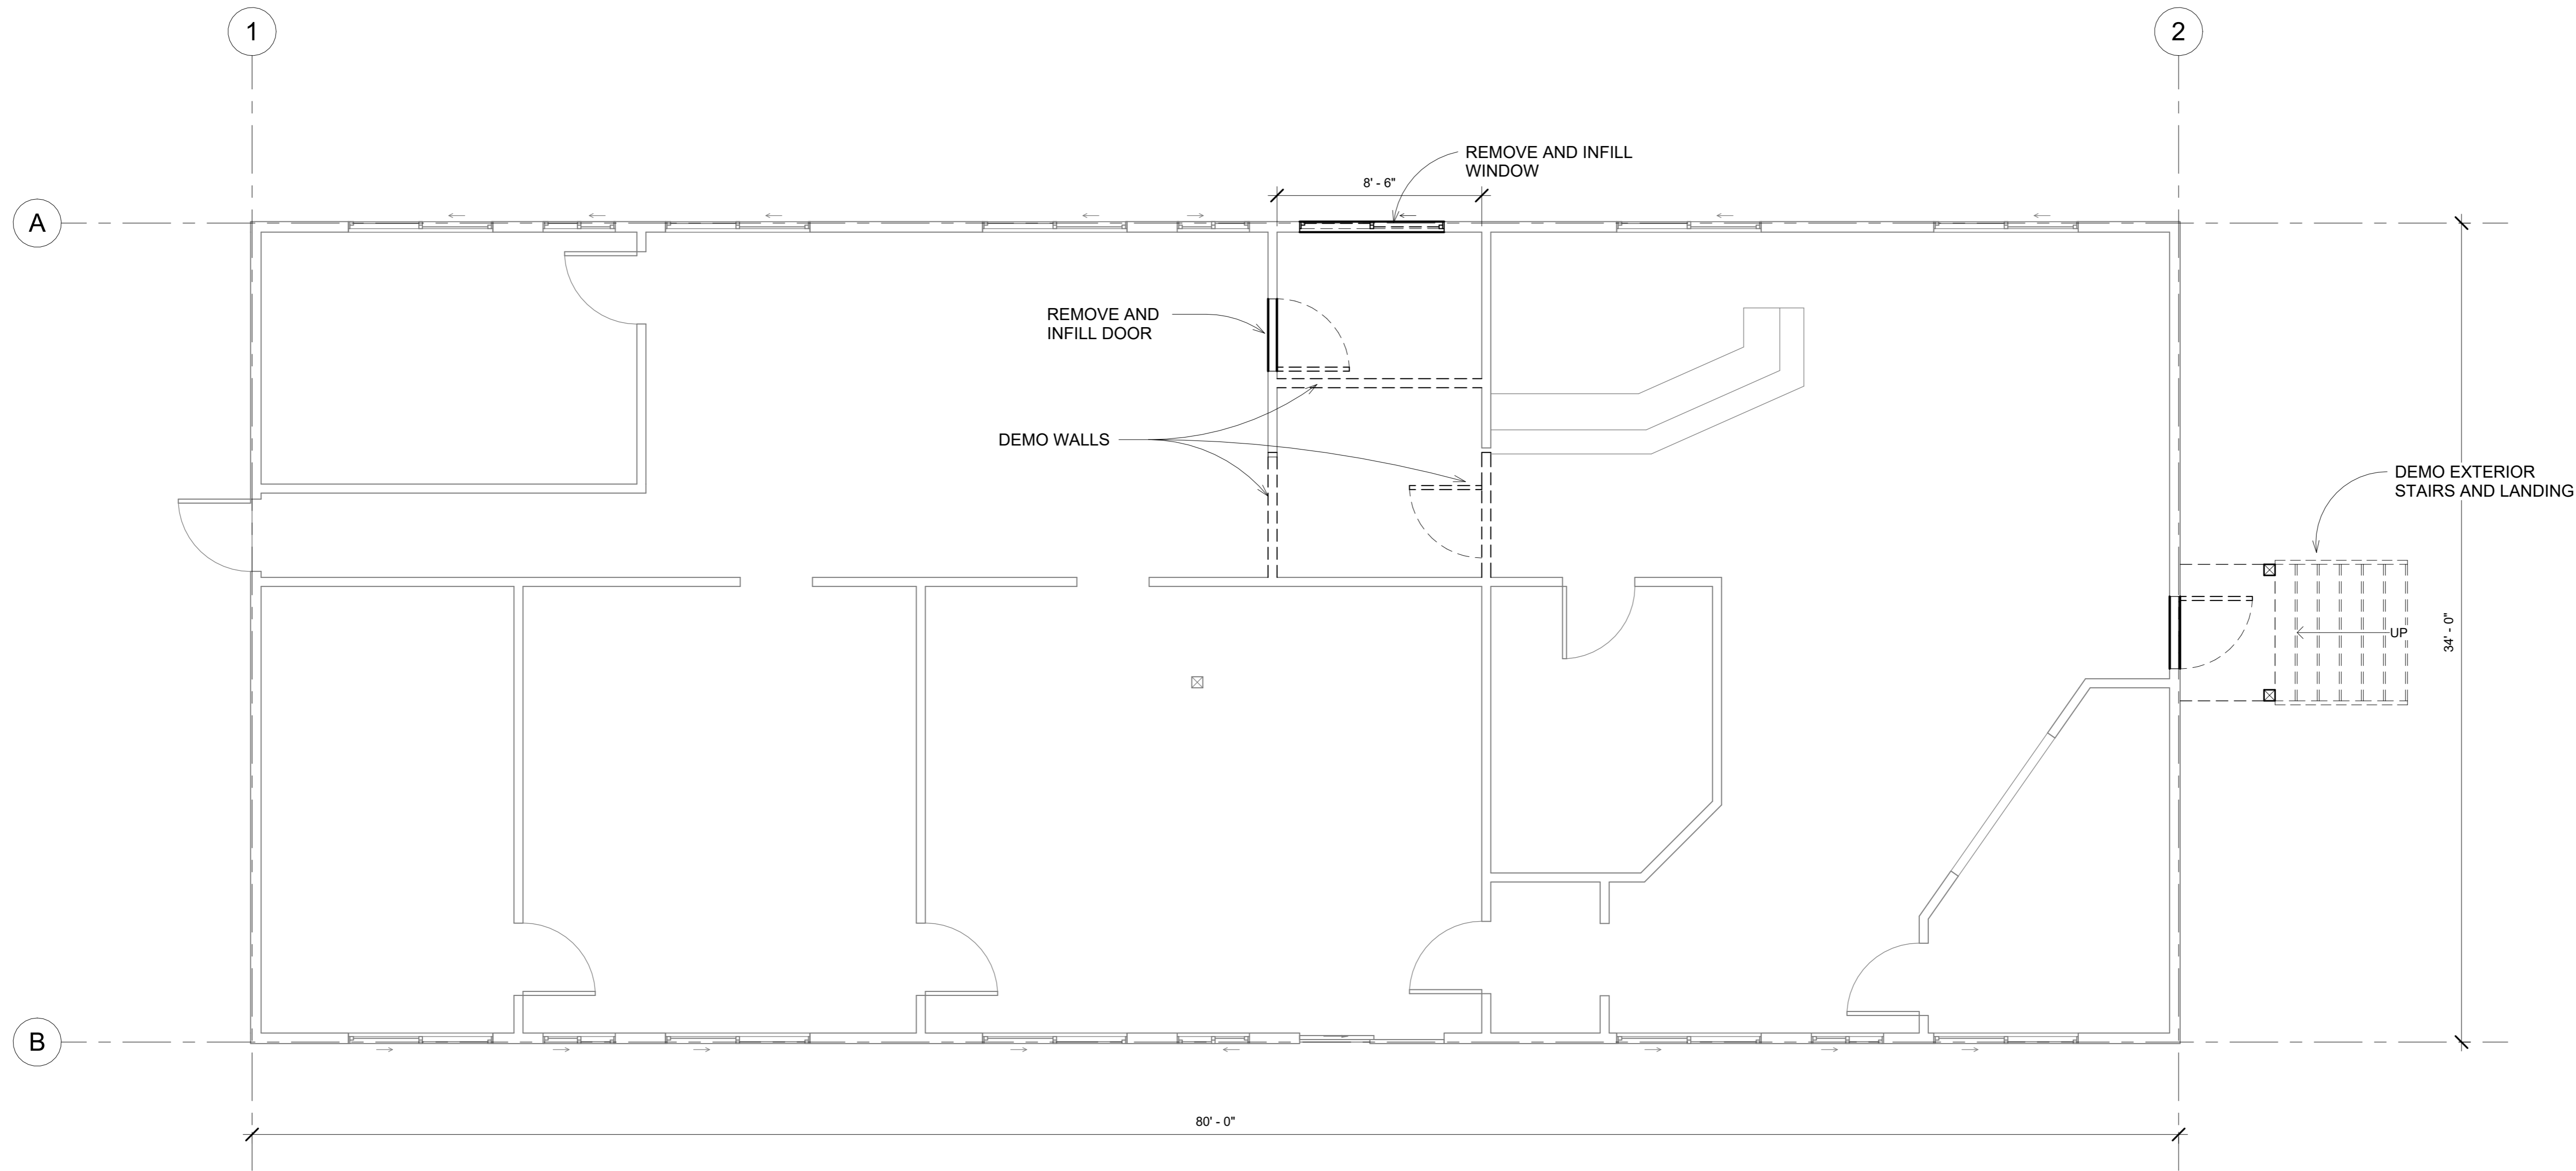 1
2
REMOVE AND INFILL
WINDOW
8' - 6"
A
REMOVE AND
INFILL DOOR
DEMO WALLS
DEMO EXTERIOR
STAIRS AND LANDING
UP
34' - 0"
B
80' - 0"